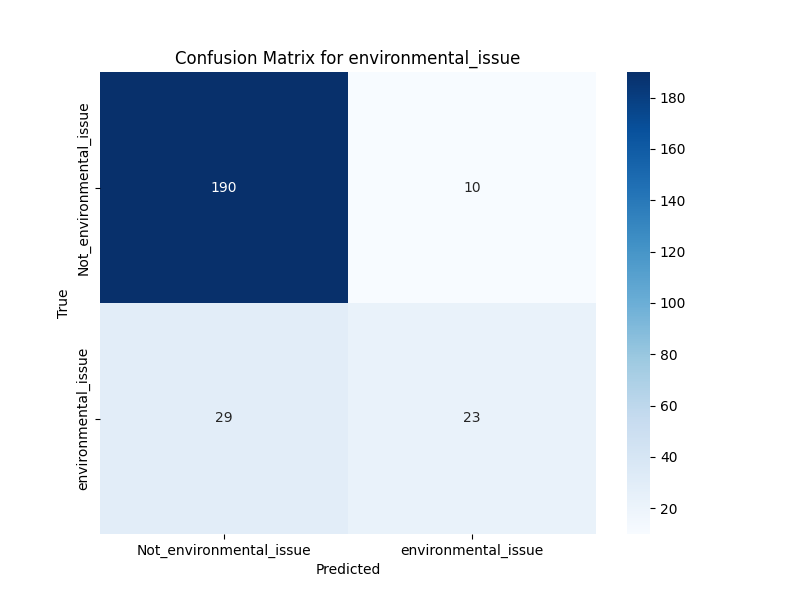 Confusion Matrix for environmental_issue
True
Not_environmental_issue
environmental_issue
190
10
29
23
Not_environmental_issue
environmental_issue
Predicted
180
160
140
120
100
80
60
40
20